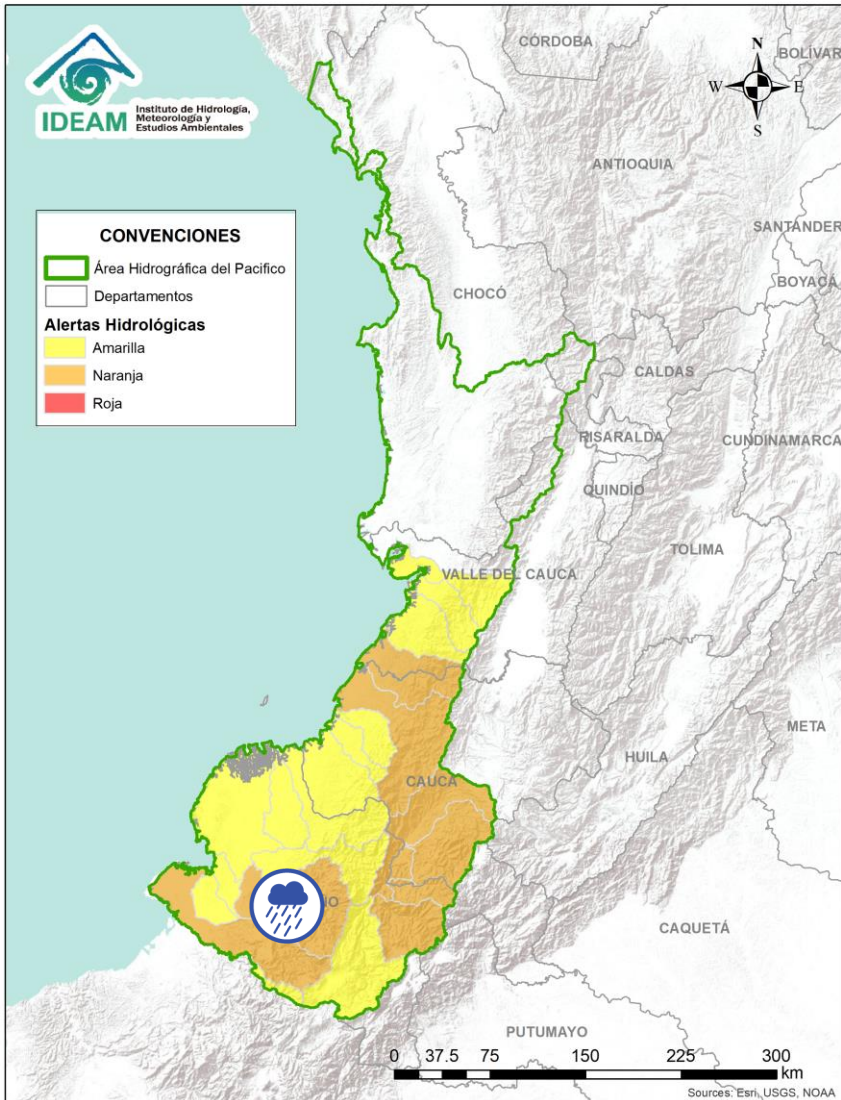 IDEAM
Instituto de Hidrología,
Meteorología y
Estudios Ambientales
CÓRDOBA
BOLÍVAR
N
W
E
S
ANTIOQUIA
SANTANDER
BOYACÁ
CONVENCIONES
Área Hidrográfica del Pacifico
Departamentos
Alertas Hidrológicas
Amarilla
Naranja
Roja
CHOCÓ
CALDAS
RISARALDA
CUNDINAMARCA
QUINDÍO
TOLIMA
VALLE DEL CAUCA
META
HUILA
CAUCA
ÑO
CAQUETÁ
PUTUMAYO
0 37.5 75 150 225 300
km
Sources: Esri, USGS, NOAA